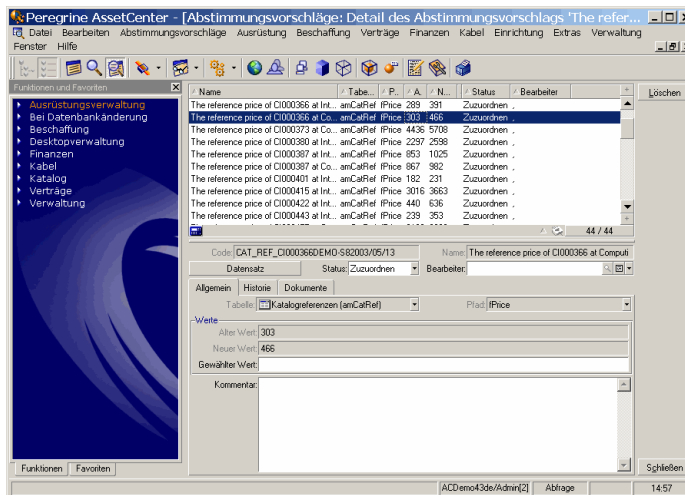 Peregrine AssetCenter - [Abstimmungsvorschläge: Detail des Abstimmungsvorschlags 'The refer...
Datei Bearbeiten Abstimmungsvorschläge Ausrüstung Beschaffung Verträge Finanzen Kabel Einrichtung Extras Verwaltung
Fenster Hilfe
Funktionen und Favoriten
Ausrüstungsverwaltung
Bei Datenbankänderung
Beschaffung
Desktopverwaltung
Finanzen
Kabel
Katalog
Verträge
Verwaltung
Funktionen Favoriten
Name Tabe... P.. A. N... Status Bearbeiter
The reference price of CI000366 at Int... amCatRef fPrice 289 391 Zuzuordnen ,
The reference price of CI000366 at Co... amCatRef fPrice 303 466 Zuzuordnen ,
The reference price of CI000373 at Co... amCatRef fPrice 4436 5708 Zuzuordnen ,
The reference price of CI000380 at Int... amCatRef fPrice 2297 2598 Zuzuordnen ,
The reference price of CI000387 at Int... amCatRef fPrice 853 1025 Zuzuordnen ,
The reference price of CI000387 at Co... amCatRef fPrice 867 982 Zuzuordnen ,
The reference price of CI000401 at Int... amCatRef fPrice 182 231 Zuzuordnen ,
The reference price of CI000415 at Int... amCatRef fPrice 3016 3663 Zuzuordnen ,
The reference price of CI000422 at Int... amCatRef fPrice 440 636 Zuzuordnen ,
The reference price of CI000443 at Int... amCatRef fPrice 239 353 Zuzuordnen ,
44 / 44
Löschen
Code: CAT_REF_CI000366DEMO-S82003/05/13 Name: The reference price of CI000366 at Computi
Datensatz Status: Zuzuordnen Bearbeiter:
Allgemein Historie Dokumente
Tabelle: Katalogreferenzen (amCatRef) Pfad: fPrice
Werte
Alter Wert: 303
Neuer Wert: 466
Gewählter Wert:
Kommentar:
Schließen
ACDemo43de/Admin[2] Abfrage 14:57